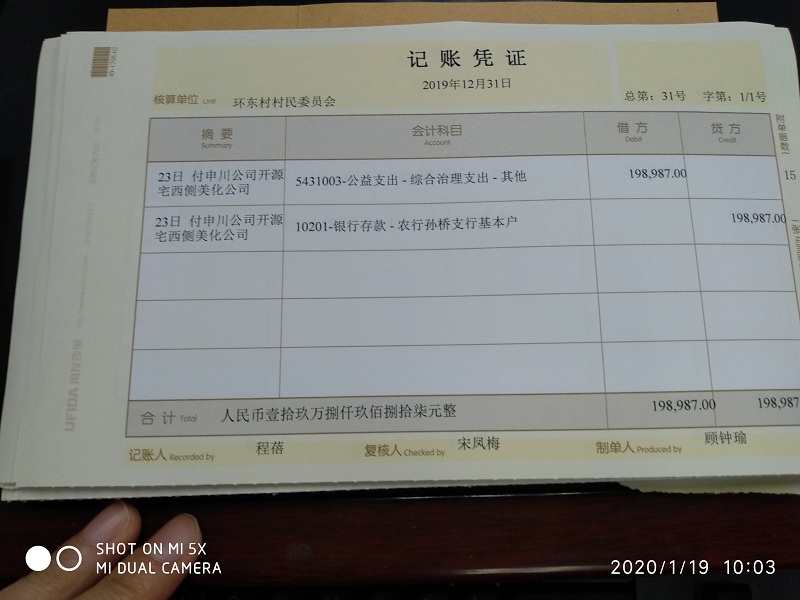 记账凭证
2019年12月31日
核算单位 Unit 环东村村民委员会 总第：31号 字第：1/1号
摘要 会计科目 借方 贷方
Summary Account Debit Credit
23日 付申川公司开源 5431003-公益支出 - 综合治理支出 - 其他 198,987.00
宅西侧美化公司
23日 付申川公司开源 10201-银行存款 - 农行孙桥支行基本户 198,987.00
宅西侧美化公司
合计 Total 人民币壹拾玖万捌仟玖佰捌拾柒元整 198,987.00 198,987
记账人 Recorded by 程蓓 复核人 Checked by 宋凤梅 制单人 Produced by 顾钟瑜
附单据数
15
UFIDA 用友
SHOT ON MI 5X
MI DUAL CAMERA
2020/1/19 10:03